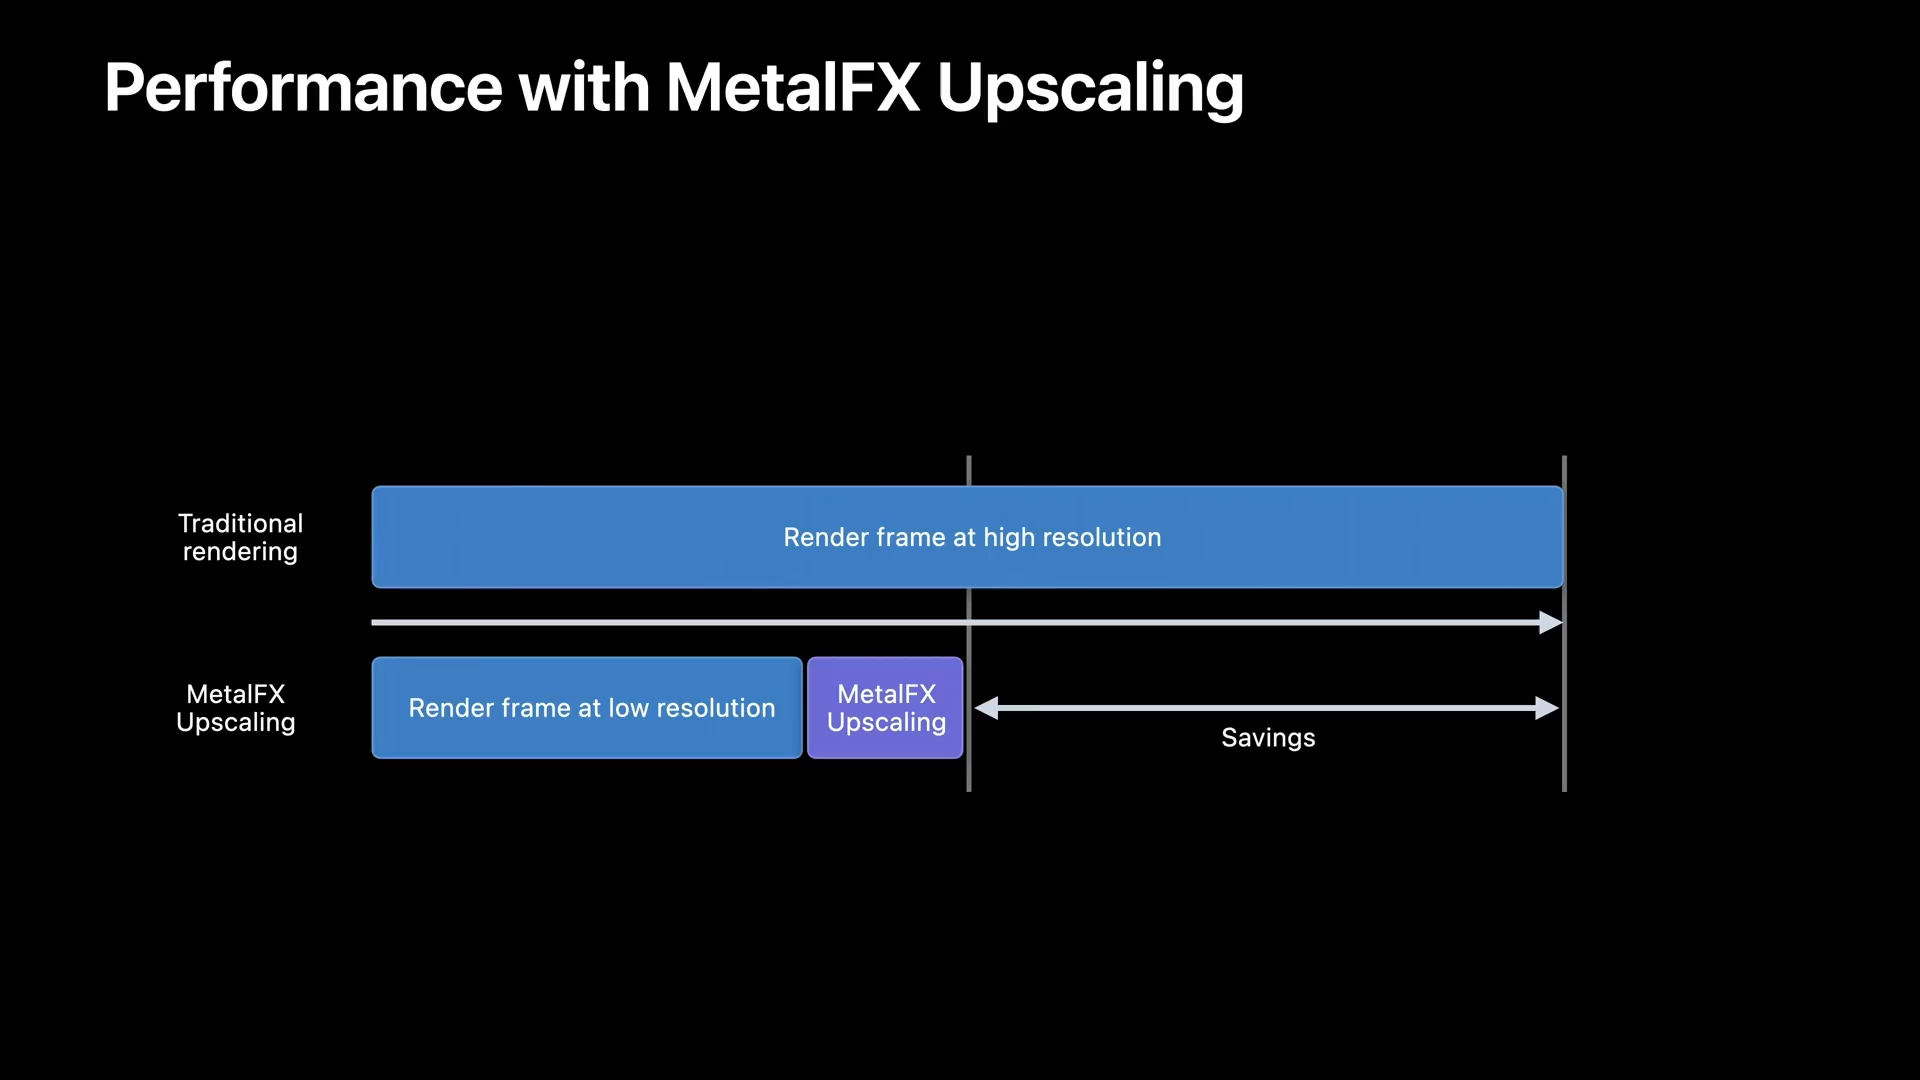 Performance with MetalFX Upscaling
Traditional
rendering
Render frame at high resolution
MetalFX
Upscaling
Render frame at low resolution
MetalFX
Upscaling
Savings